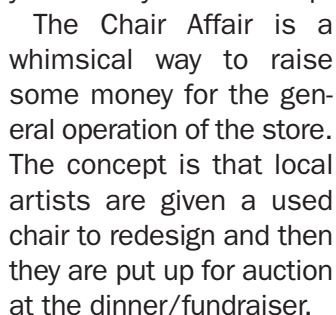 The Chair Affair is a
whimsical way to raise
some money for the gen-
eral operation of the store.
The concept is that local
artists are given a used
chair to redesign and then
they are put up for auction
at the dinner/fundraiser.